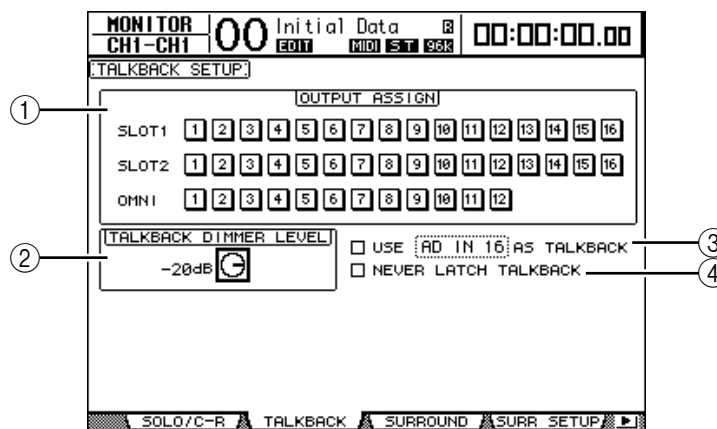 MONITOR
CH1-CH1
00
Initial Data
R
EDIT
MIDI ST 96K
00:00:00.00
TALKBACK SETUP
1
OUTPUT ASSIGN
SLOT1 1 2 3 4 5 6 7 8 9 10 11 12 13 14 15 16
SLOT2 1 2 3 4 5 6 7 8 9 10 11 12 13 14 15 16
OMNI 1 2 3 4 5 6 7 8 9 10 11 12
2
TALKBACK DIMMER LEVEL
-20dB
USE AD IN 16 AS TALKBACK
3
NEVER LATCH TALKBACK
4
SOLO/C-R TALKBACK SURROUND SURR SETUP